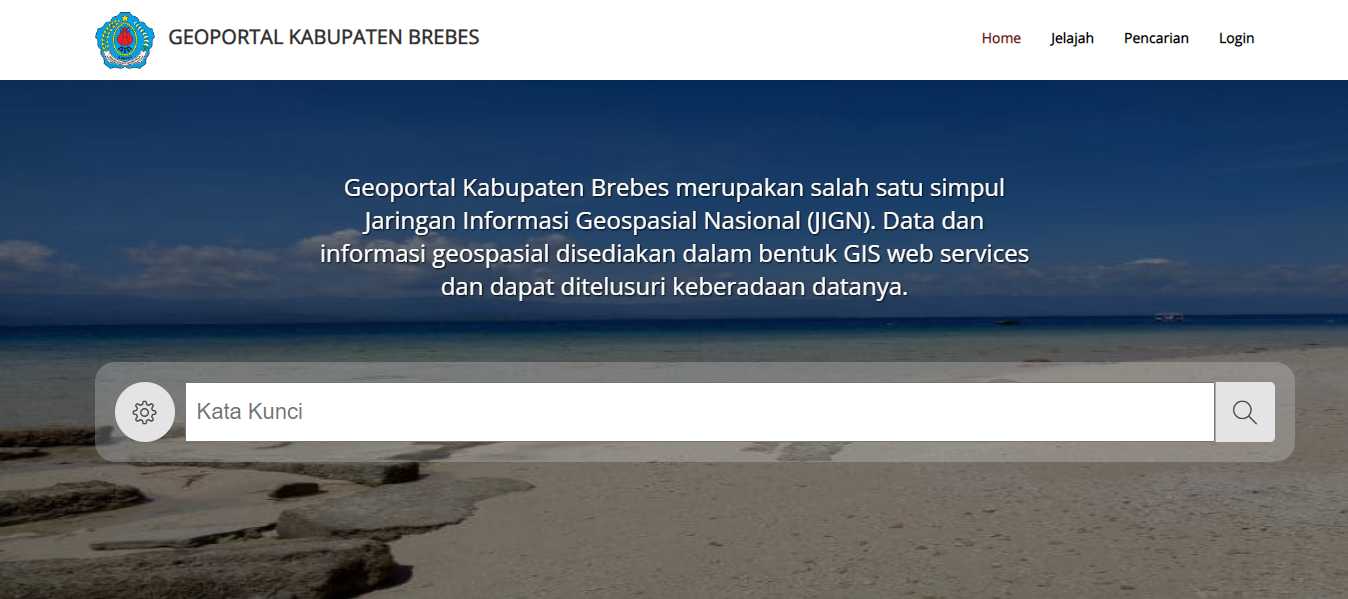 GEOPORTAL KABUPATEN BREBES
Home Jelajah Pencarian Login
Geoportal Kabupaten Brebes merupakan salah satu simpul
Jaringan Informasi Geospasial Nasional (JIGN). Data dan
informasi geospasial disediakan dalam bentuk GIS web services
dan dapat ditelusuri keberadaan datanya.
Kata Kunci